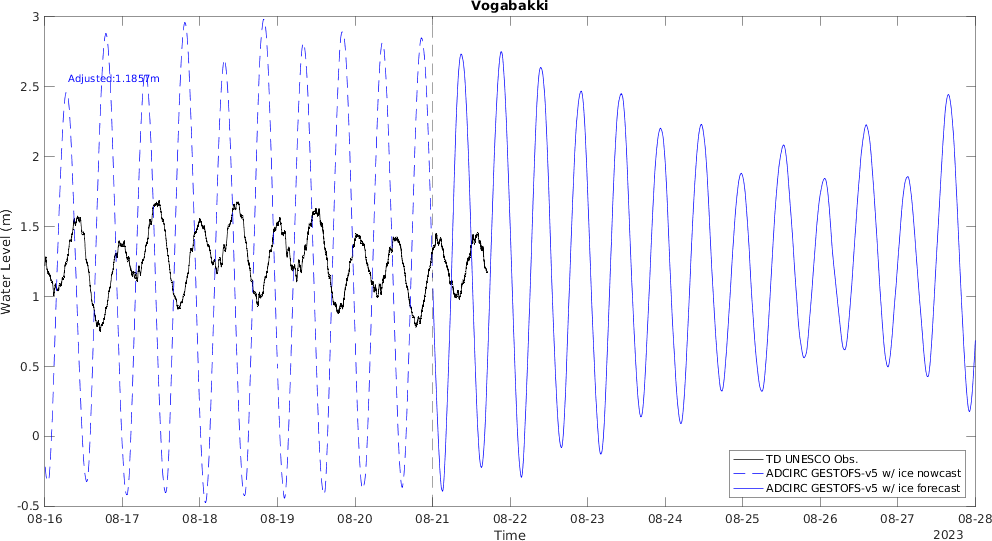 Vogabakki
Water Level (m)
3
2.5
2
1.5
1
0.5
0
-0.5
Adjusted:1.1857m
TD UNESCO Obs.
ADCIRC GESTOFS-v5 w/ ice nowcast
ADCIRC GESTOFS-v5 w/ ice forecast
08-16 08-17 08-18 08-19 08-20 08-21 08-22 08-23 08-24 08-25 08-26 08-27 08-28
Time
2023